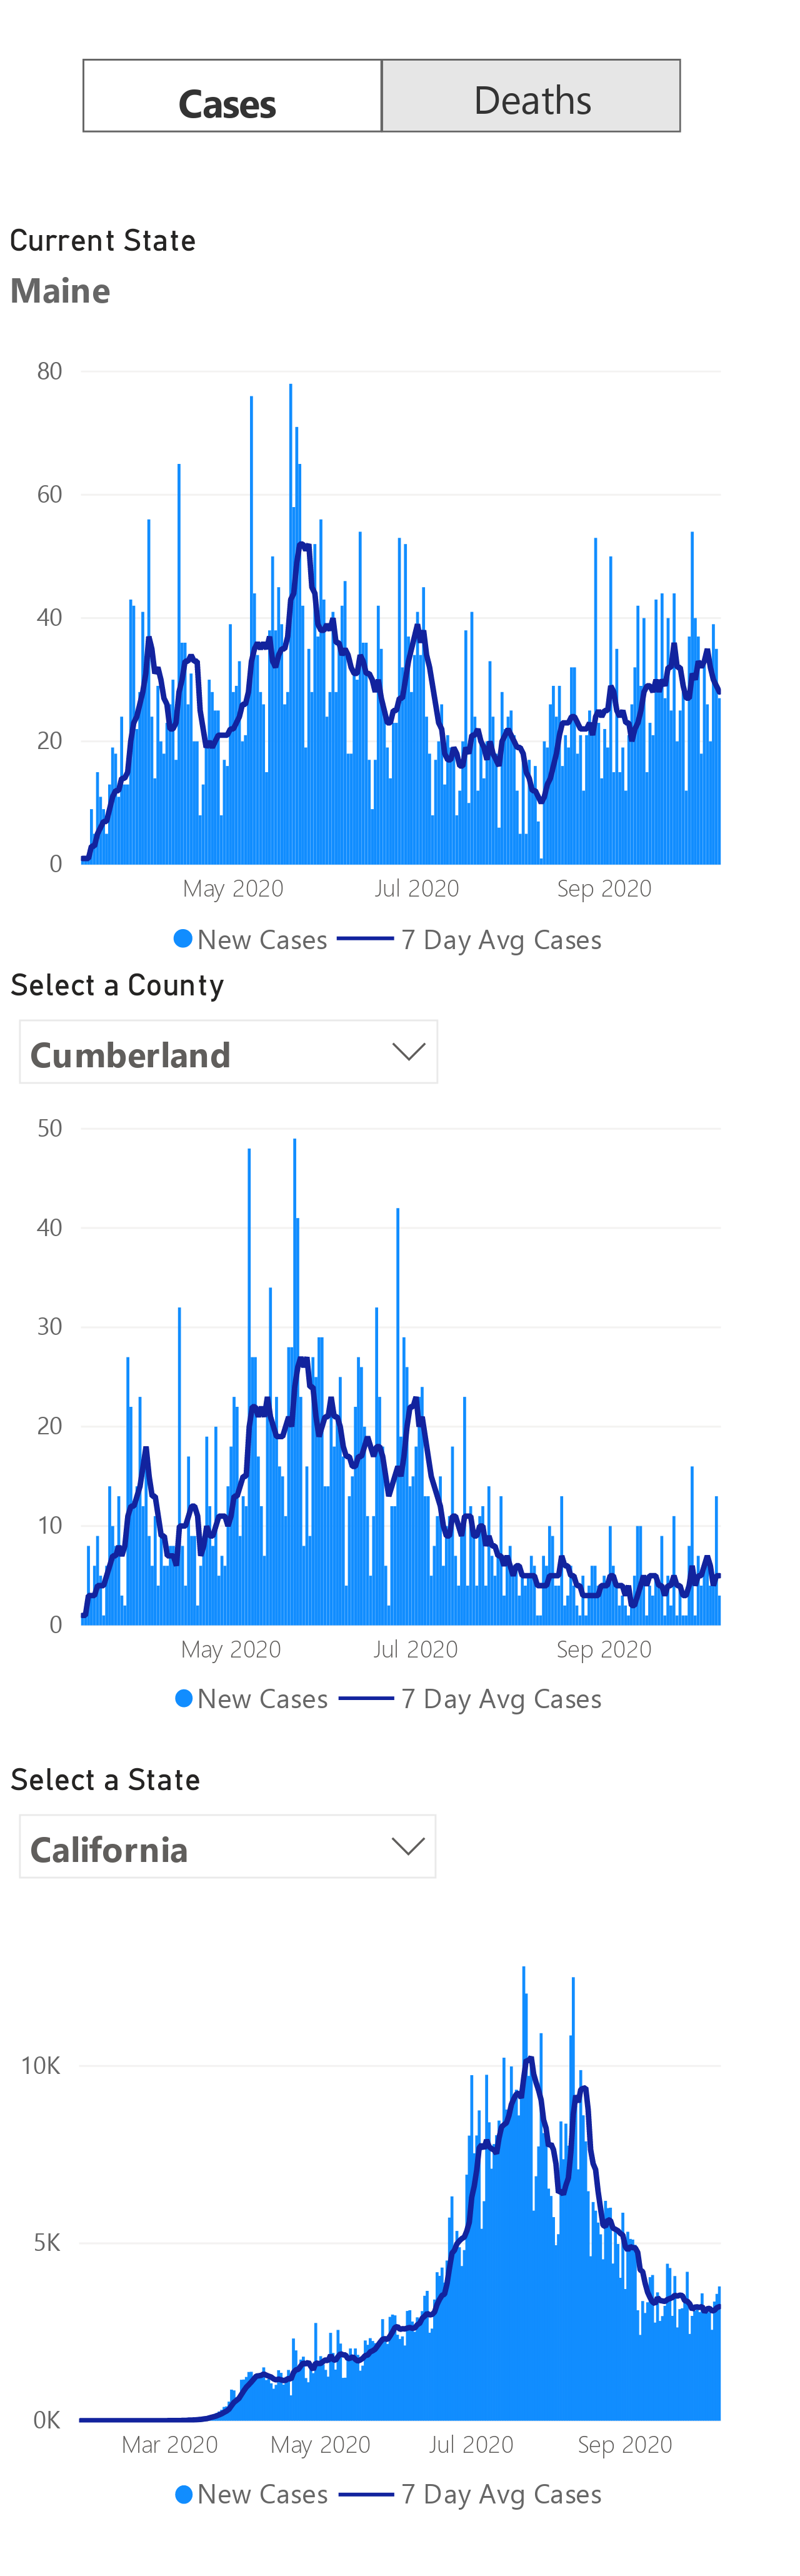 Cases Deaths
Current State
Maine
80
60
40
20
0
May 2020 Jul 2020 Sep 2020
New Cases 7 Day Avg Cases
Select a County
Cumberland
50
40
30
20
10
0
May 2020 Jul 2020 Sep 2020
New Cases 7 Day Avg Cases
Select a State
California
10K
5K
0K
Mar 2020 May 2020 Jul 2020 Sep 2020
New Cases 7 Day Avg Cases